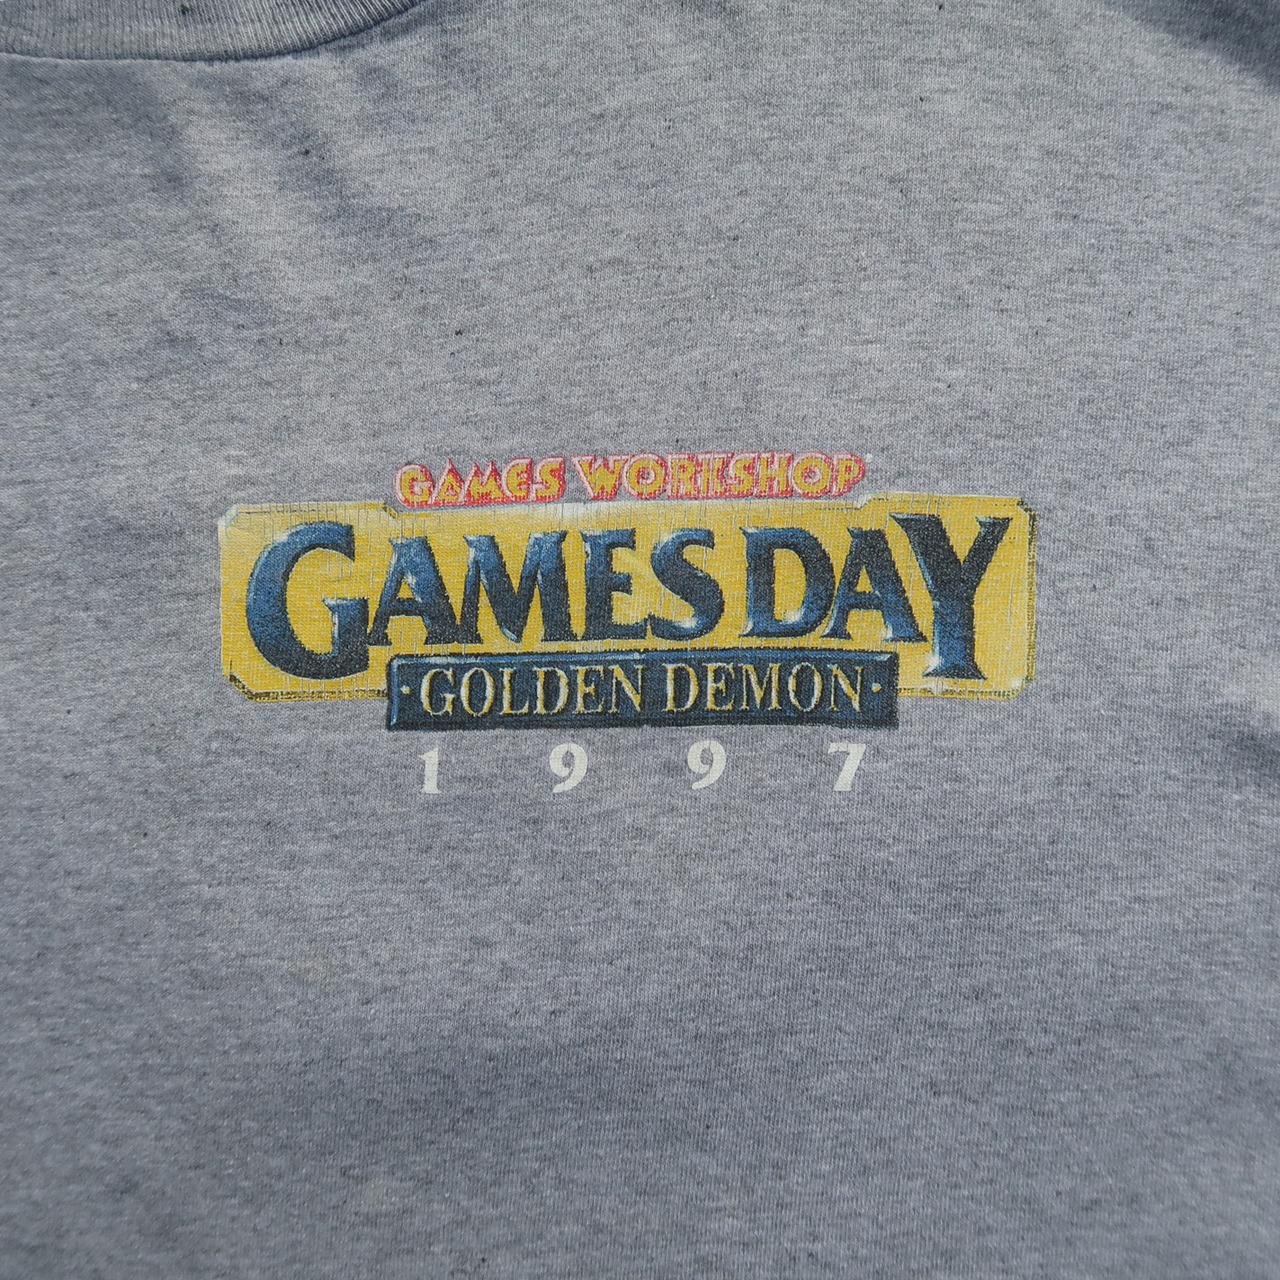 GAMES WORKSHOP
GAMES DAY
·GOLDEN DEMON·
1997